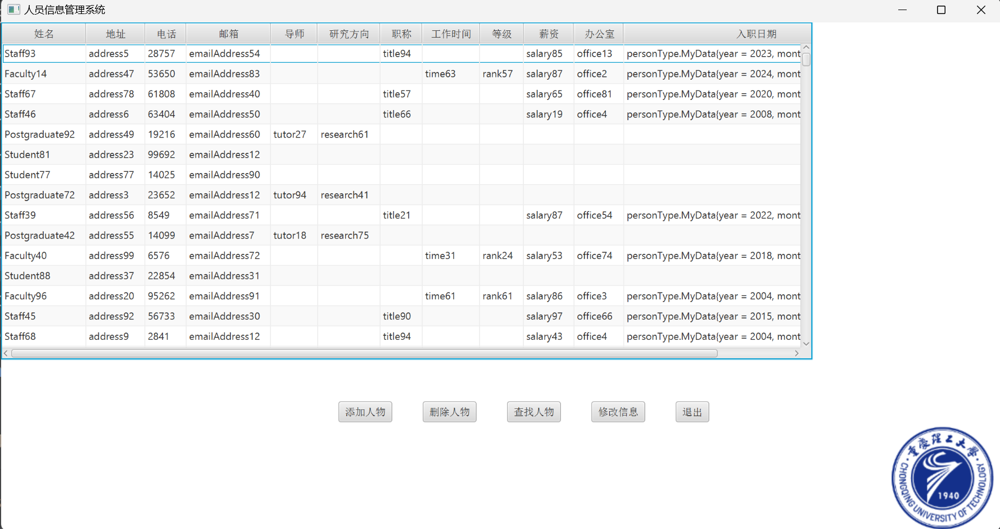 人员信息管理系统
姓名 地址 电话 邮箱 导师 研究方向 职称 工作时间 等级 薪资 办公室 入职日期
Staff93 address5 28757 emailAddress54 title94 salary85 office13 personType.MyData{year = 2023, mont
Faculty14 address47 53650 emailAddress83 time63 rank57 salary87 office2 personType.MyData{year = 2024, mont
Staff67 address78 61808 emailAddress40 title57 salary65 office81 personType.MyData{year = 2020, mont
Staff46 address6 63404 emailAddress50 title66 salary19 office4 personType.MyData{year = 2008, mont
Postgraduate92 address49 19216 emailAddress60 tutor27 research61
Student81 address23 99692 emailAddress12
Student77 address77 14025 emailAddress90
Postgraduate72 address3 23652 emailAddress12 tutor94 research41
Staff39 address56 8549 emailAddress71 title21 salary87 office54 personType.MyData{year = 2022, mont
Postgraduate42 address55 14099 emailAddress7 tutor18 research75
Faculty40 address99 6576 emailAddress72 time31 rank24 salary53 office74 personType.MyData{year = 2018, mont
Student88 address37 22854 emailAddress31
Faculty96 address20 95262 emailAddress91 time61 rank61 salary86 office3 personType.MyData{year = 2004, mont
Staff45 address92 56733 emailAddress30 title90 salary97 office66 personType.MyData{year = 2015, mont
Staff68 address9 2841 emailAddress12 title94 salary43 office4 personType.MyData{year = 2004, mont
添加人物 删除人物 查找人物 修改信息 退出
重慶理工大學
1940
CHONGQING UNIVERSITY OF TECHNOLOGY